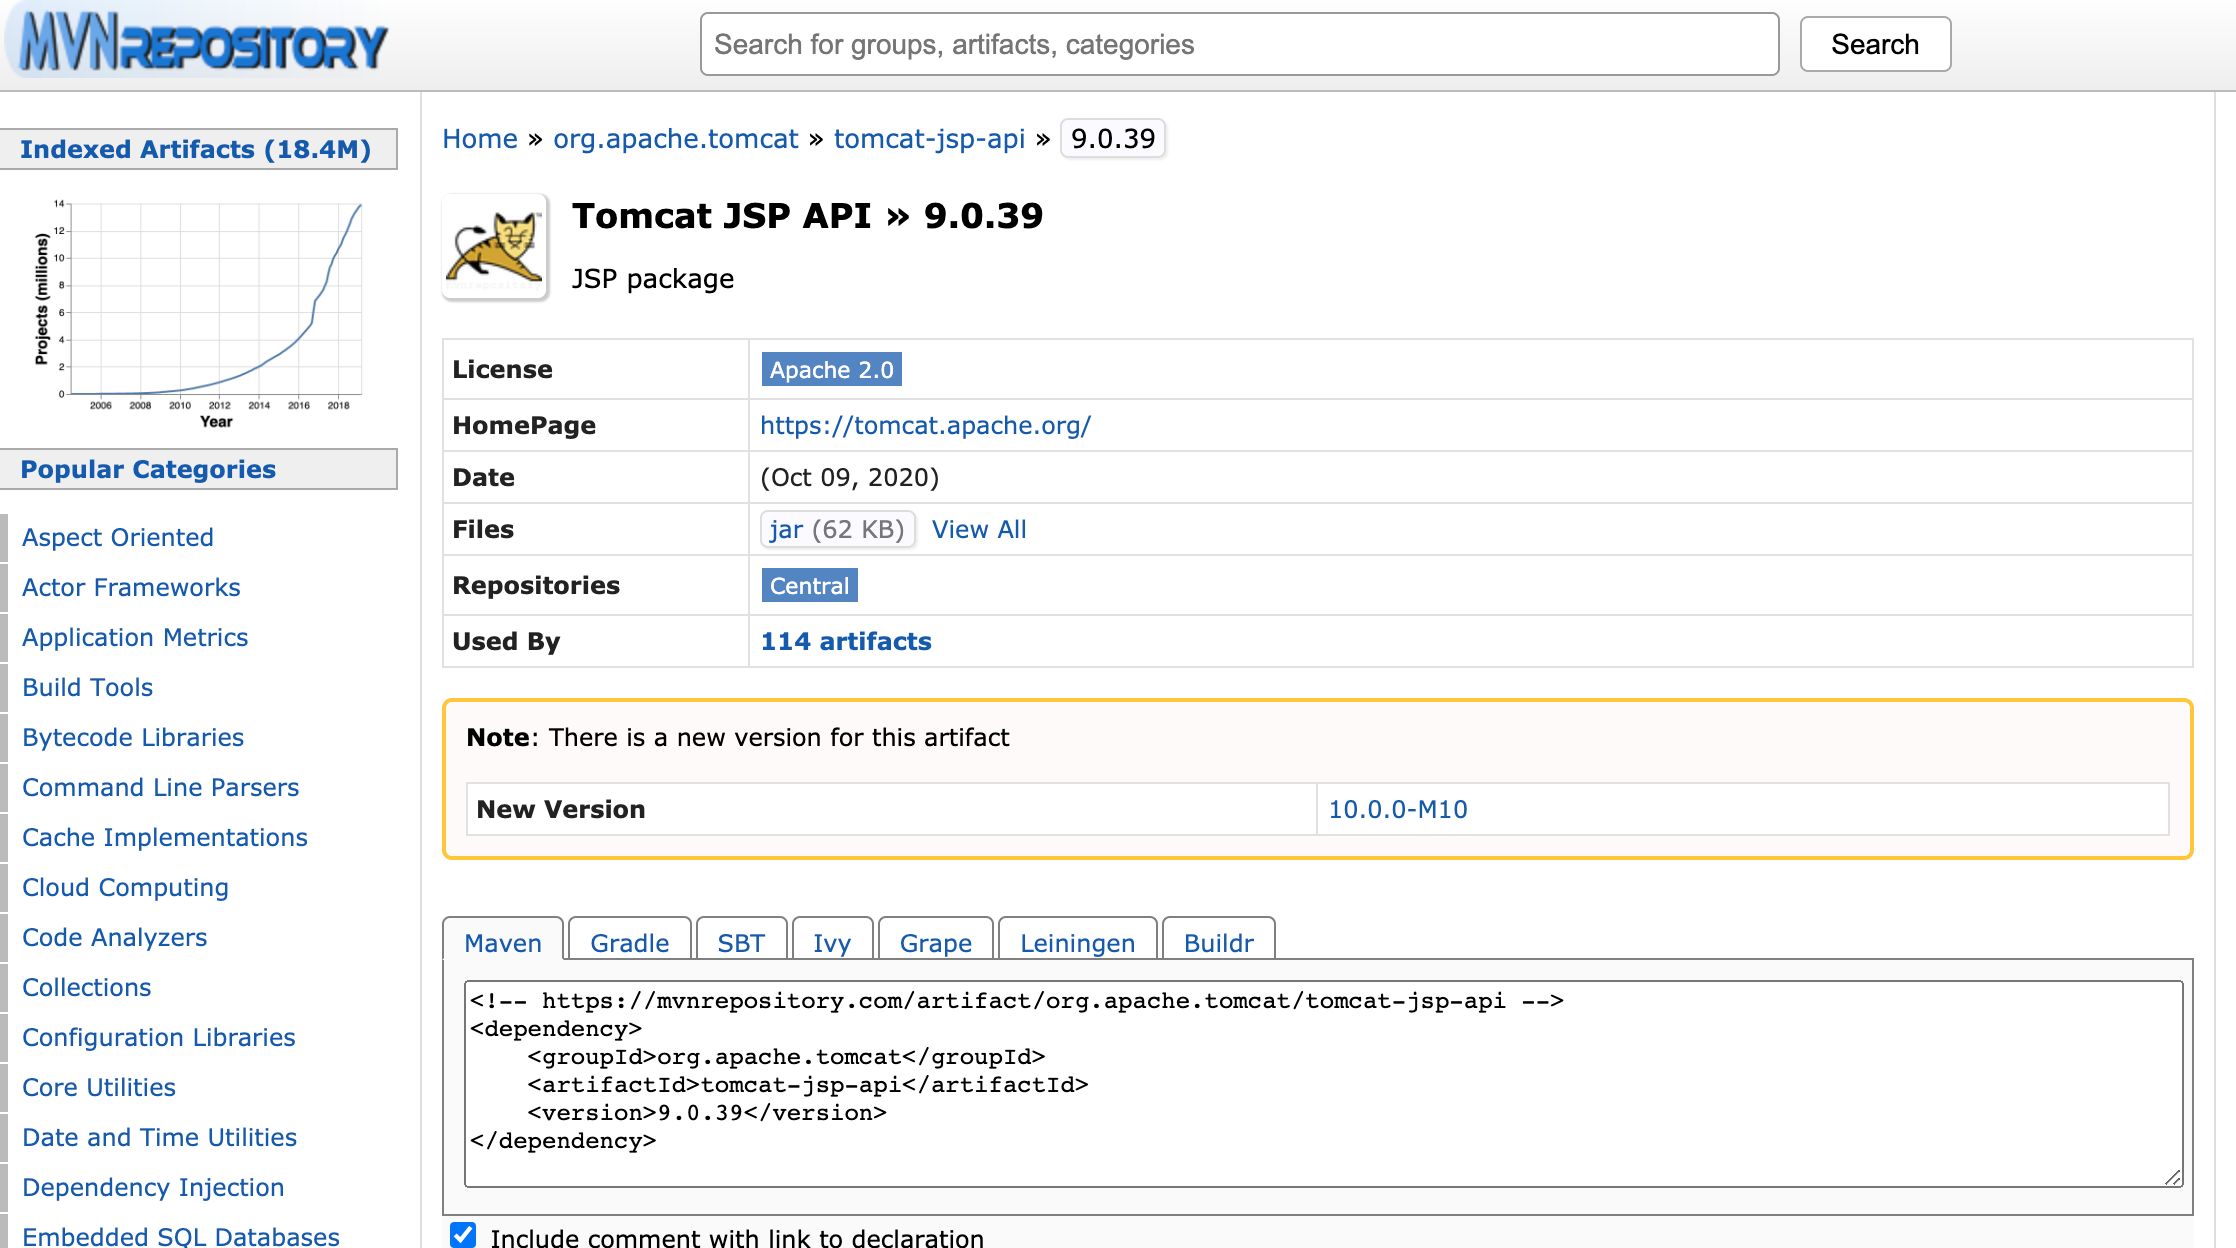 MVNREPOSITORY
Search for groups, artifacts, categories
Search
Indexed Artifacts (18.4M)
Projects (millions)
14
12
10
8
6
4
2
0
2006 2008 2010 2012 2014 2016 2018
Year
Popular Categories
Aspect Oriented
Actor Frameworks
Application Metrics
Build Tools
Bytecode Libraries
Command Line Parsers
Cache Implementations
Cloud Computing
Code Analyzers
Collections
Configuration Libraries
Core Utilities
Date and Time Utilities
Dependency Injection
Embedded SQL Databases
Home » org.apache.tomcat » tomcat-jsp-api » 9.0.39
Tomcat JSP API » 9.0.39
JSP package
License Apache 2.0
HomePage https://tomcat.apache.org/
Date (Oct 09, 2020)
Files jar (62 KB) View All
Repositories Central
Used By 114 artifacts
Note: There is a new version for this artifact
New Version 10.0.0-M10
Maven Gradle SBT Ivy Grape Leiningen Buildr
<!-- https://mvnrepository.com/artifact/org.apache.tomcat/tomcat-jsp-api -->
<dependency>
    <groupId>org.apache.tomcat</groupId>
    <artifactId>tomcat-jsp-api</artifactId>
    <version>9.0.39</version>
</dependency>
Include comment with link to declaration